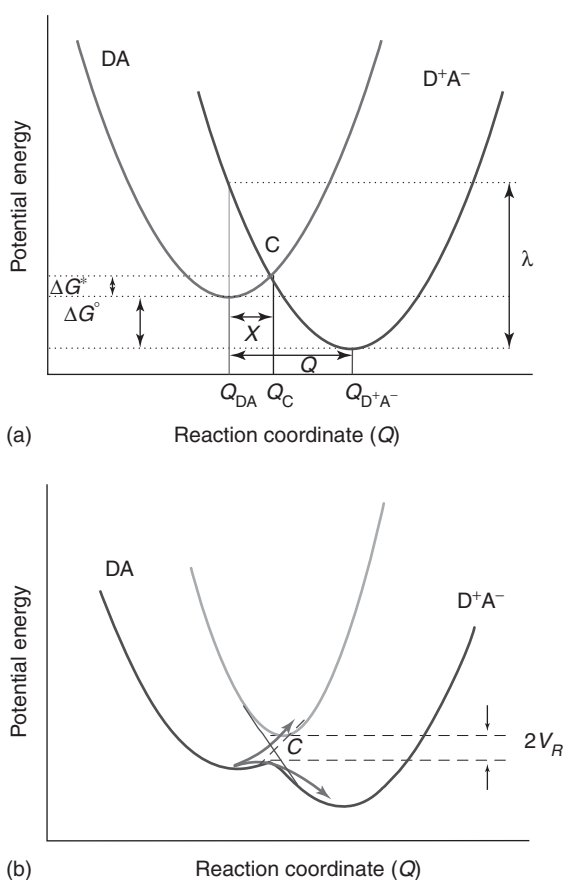 DA
D⁺A⁻
Potential energy
C
λ
ΔG*
ΔG°
X
Q
Q_DA
Q_C
Q_D⁺A⁻
(a)
Reaction coordinate (Q)
DA
D⁺A⁻
Potential energy
C
2V_R
(b)
Reaction coordinate (Q)